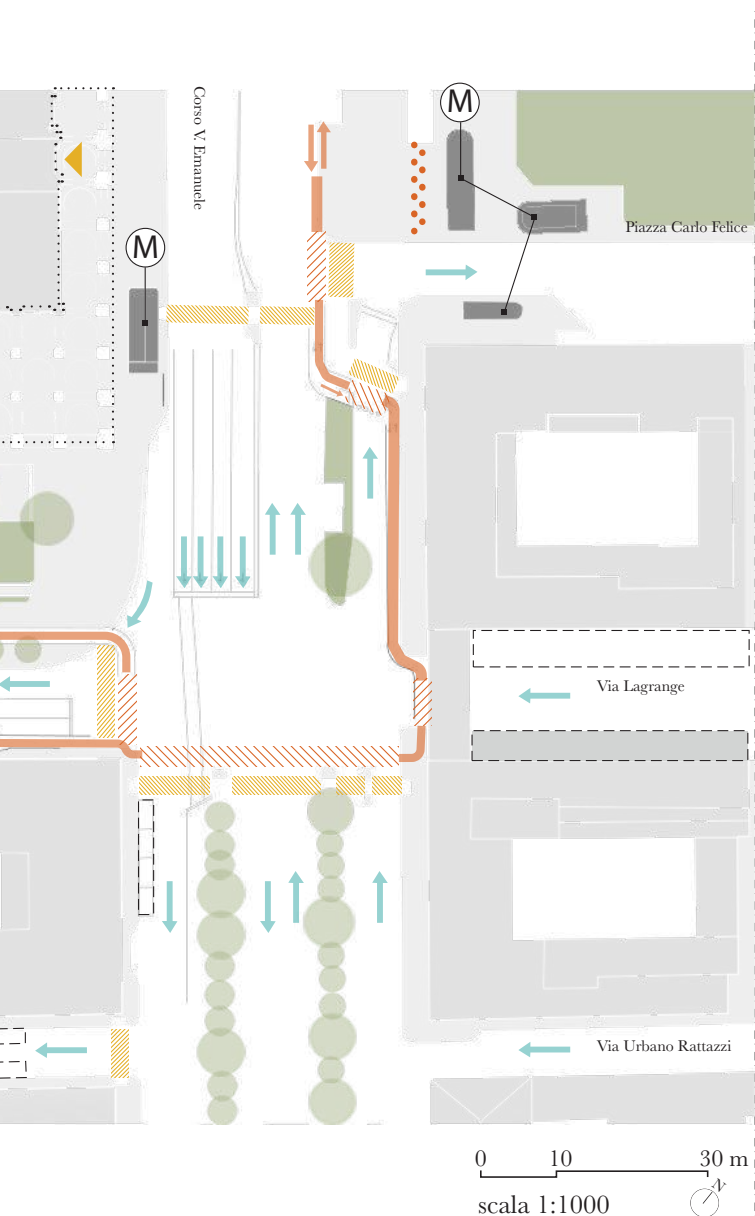 M
Corso V. Emanuele
Piazza Carlo Felice
M
Via Lagrange
Via Urbano Rattazzi
0 10 30 m
scala 1:1000
N